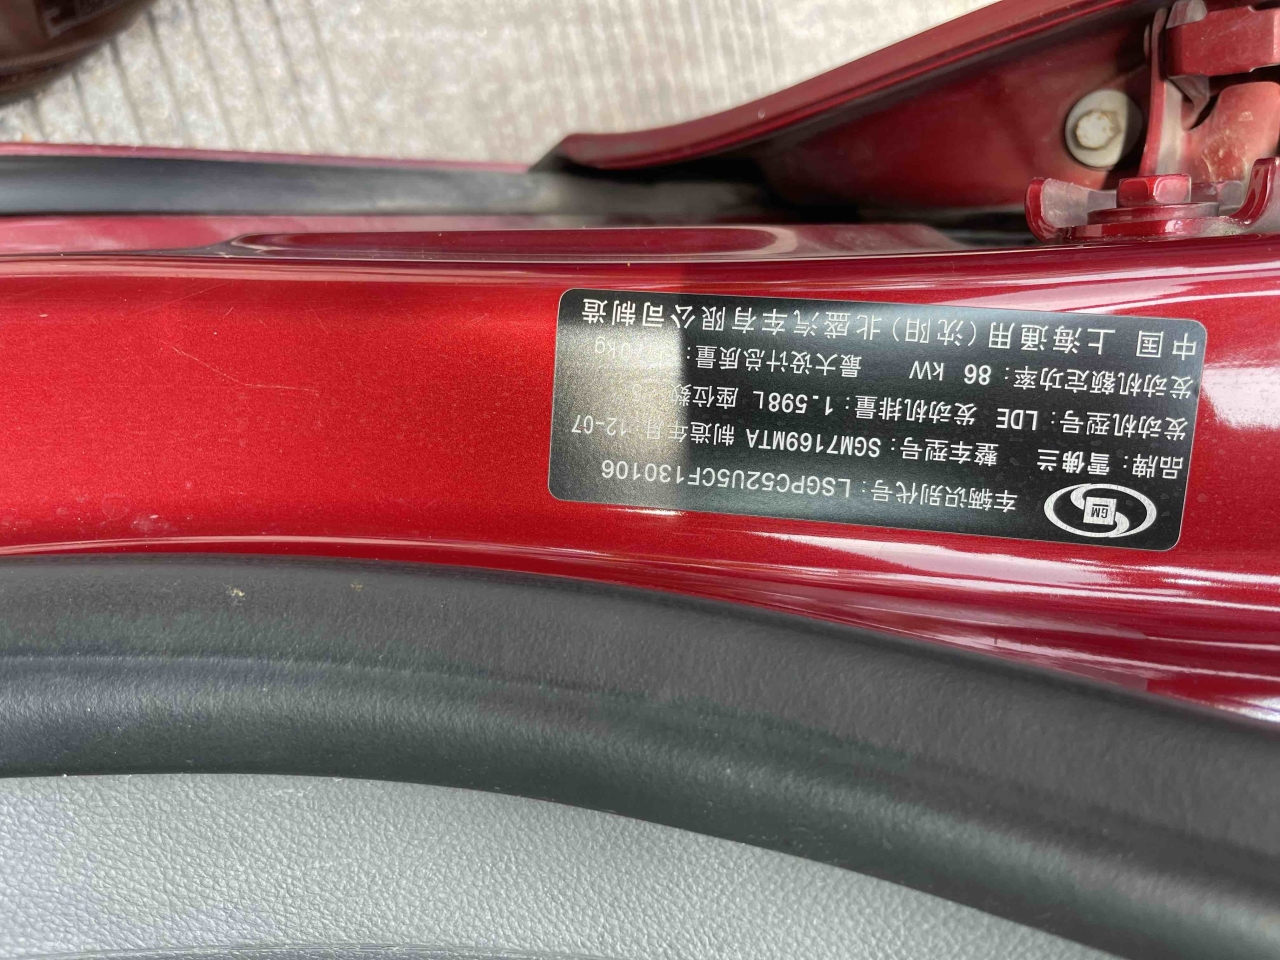 GM
车辆识别代号：LSGPC52U5CF130106
品牌：雪佛兰 整车型号：SGM7169MTA 制造年月：12-07
发动机型号：LDE 发动机排量：1.598L 座位数：
发动机额定功率：86 kW 最大设计总质量： kg
中国 上海通用（沈阳）北盛汽车有限公司制造